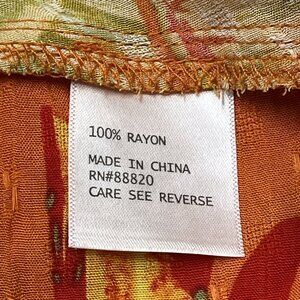 100% RAYON
MADE IN CHINA
RN#88820
CARE SEE REVERSE